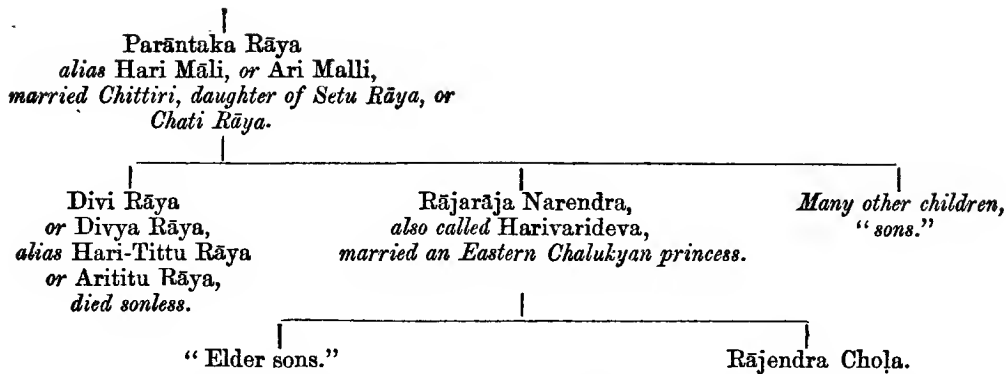 Parāntaka Rāya
alias Hari Māli, or Ari Malli,
married Chittiri, daughter of Setu Rāya, or
Chati Rāya.
Divi Rāya
or Divya Rāya,
alias Hari-Tittu Rāya
or Arititu Rāya,
died sonless.
Rājarāja Narendra,
also called Harivarideva,
married an Eastern Chalukyan princess.
Many other children,
“sons.”
“Elder sons.”
Rājendra Choḷa.